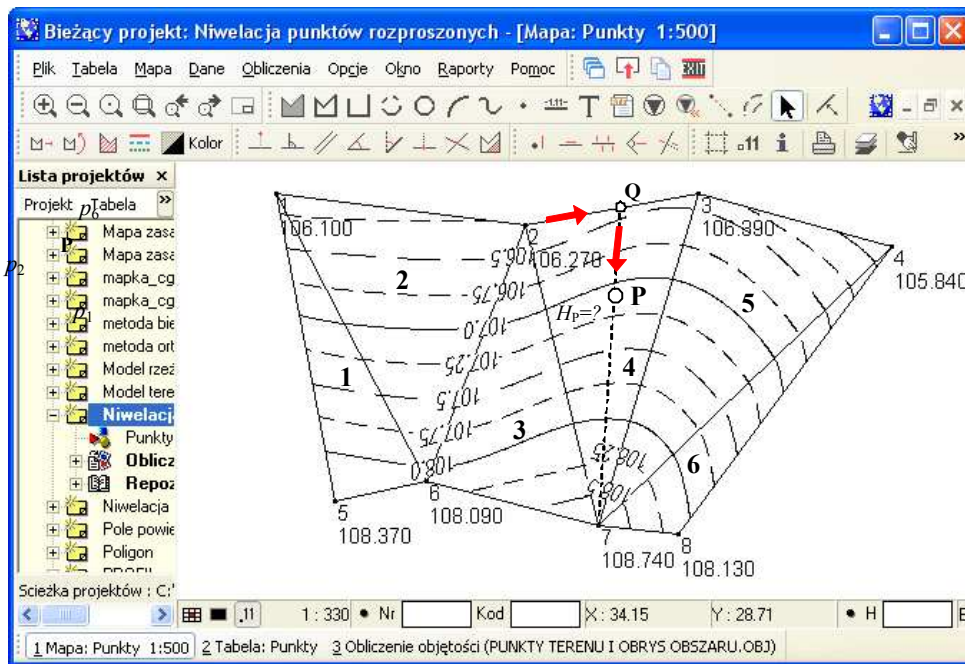 Bieżący projekt: Niwelacja punktów rozproszonych - [Mapa: Punkty 1:500]
Plik Tabela Mapa Dane Obliczenia Opcje Okno Raporty Pomoc EXIT
Kolor
Lista projektów
Projekt Tabela
p6
Mapa zasa
P
Mapa zasa
p2
mapka_cg
mapka_cg
p1
metoda bie
metoda ort
Model rzeź
Model tere
Niwelacj
Punkty
Oblicz
Repoz
Niwelacja
Pole powie
Poligon
Scieżka projektów : C:'
1
106.100
2
106.270
Q
3
106.390
4
105.840
106.5
106.75
107.0
107.25
107.5
107.75
108.0
108.25
108.5
2
P
HP=?
5
1
4
3
6
5
108.370
6
108.090
7
108.740
8
108.130
1 : 330 Nr Kod X : 34.15 Y : 28.71 H
1 Mapa: Punkty 1:500 2 Tabela: Punkty 3 Obliczenie objętości (PUNKTY TERENU I OBRYS OBSZARU.OBJ)